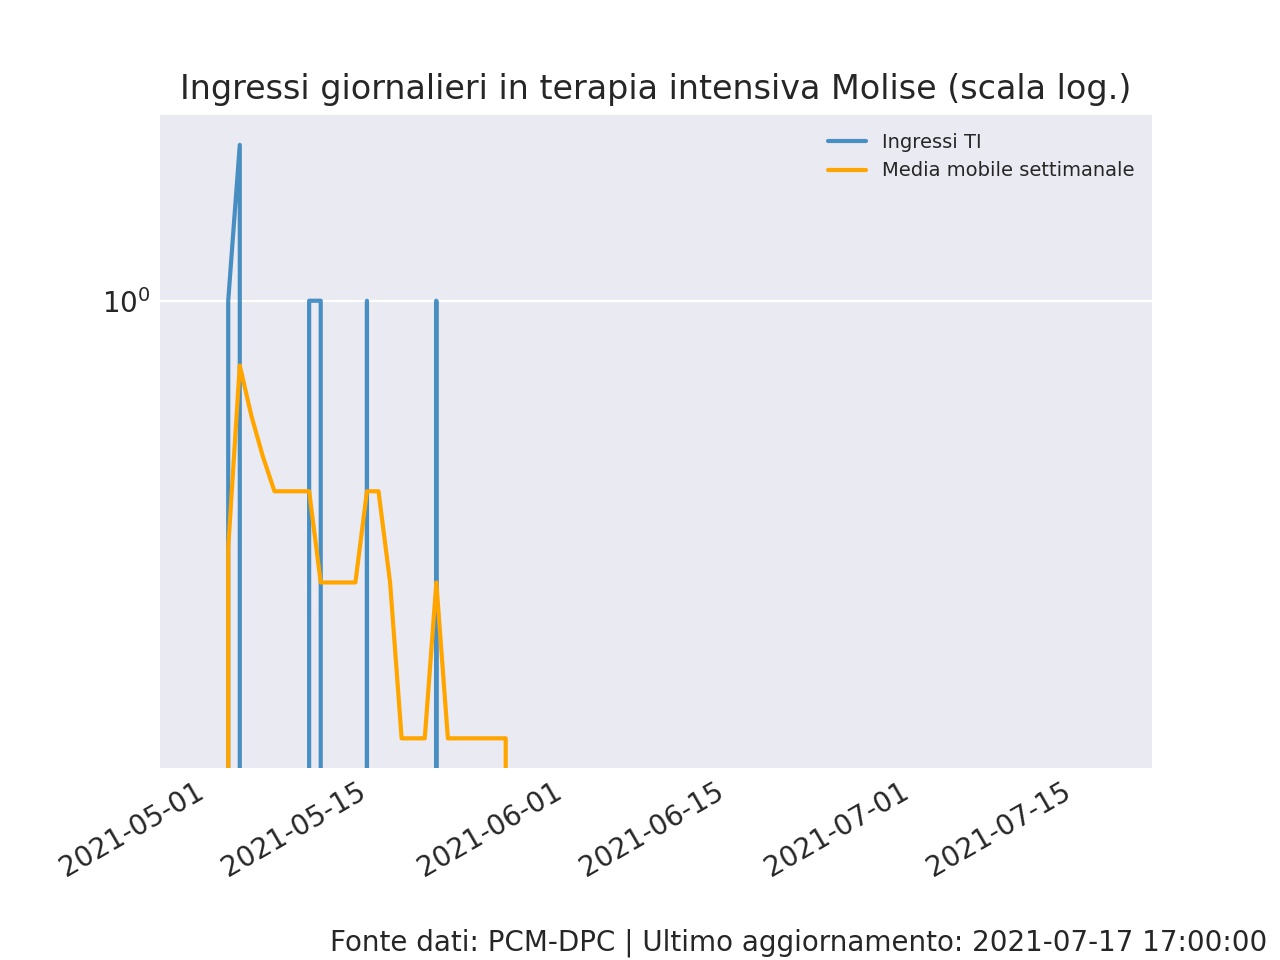 Ingressi giornalieri in terapia intensiva Molise (scala log.)
Ingressi TI
Media mobile settimanale
10⁰
2021-05-01
2021-05-15
2021-06-01
2021-06-15
2021-07-01
2021-07-15
Fonte dati: PCM-DPC | Ultimo aggiornamento: 2021-07-17 17:00:00